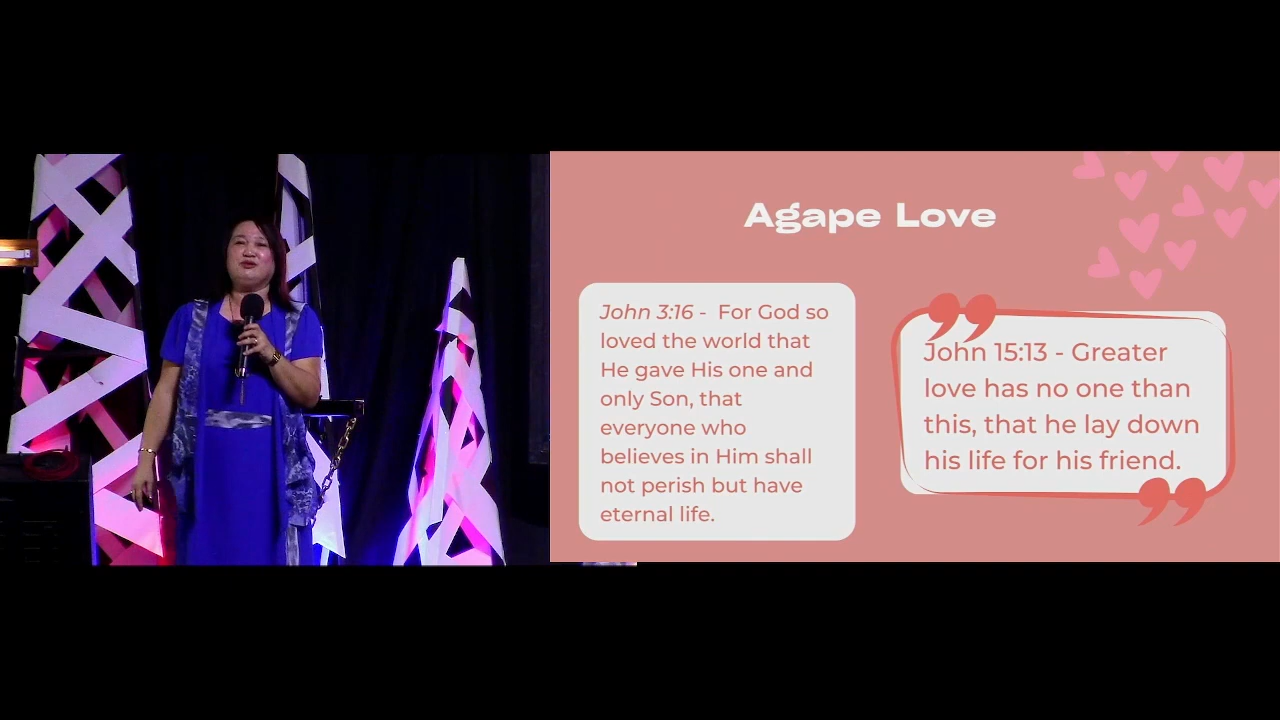 Agape Love
John 3:16 - For God so
loved the world that
He gave His one and
only Son, that
everyone who
believes in Him shall
not perish but have
eternal life.
John 15:13 - Greater
love has no one than
this, that he lay down
his life for his friend.